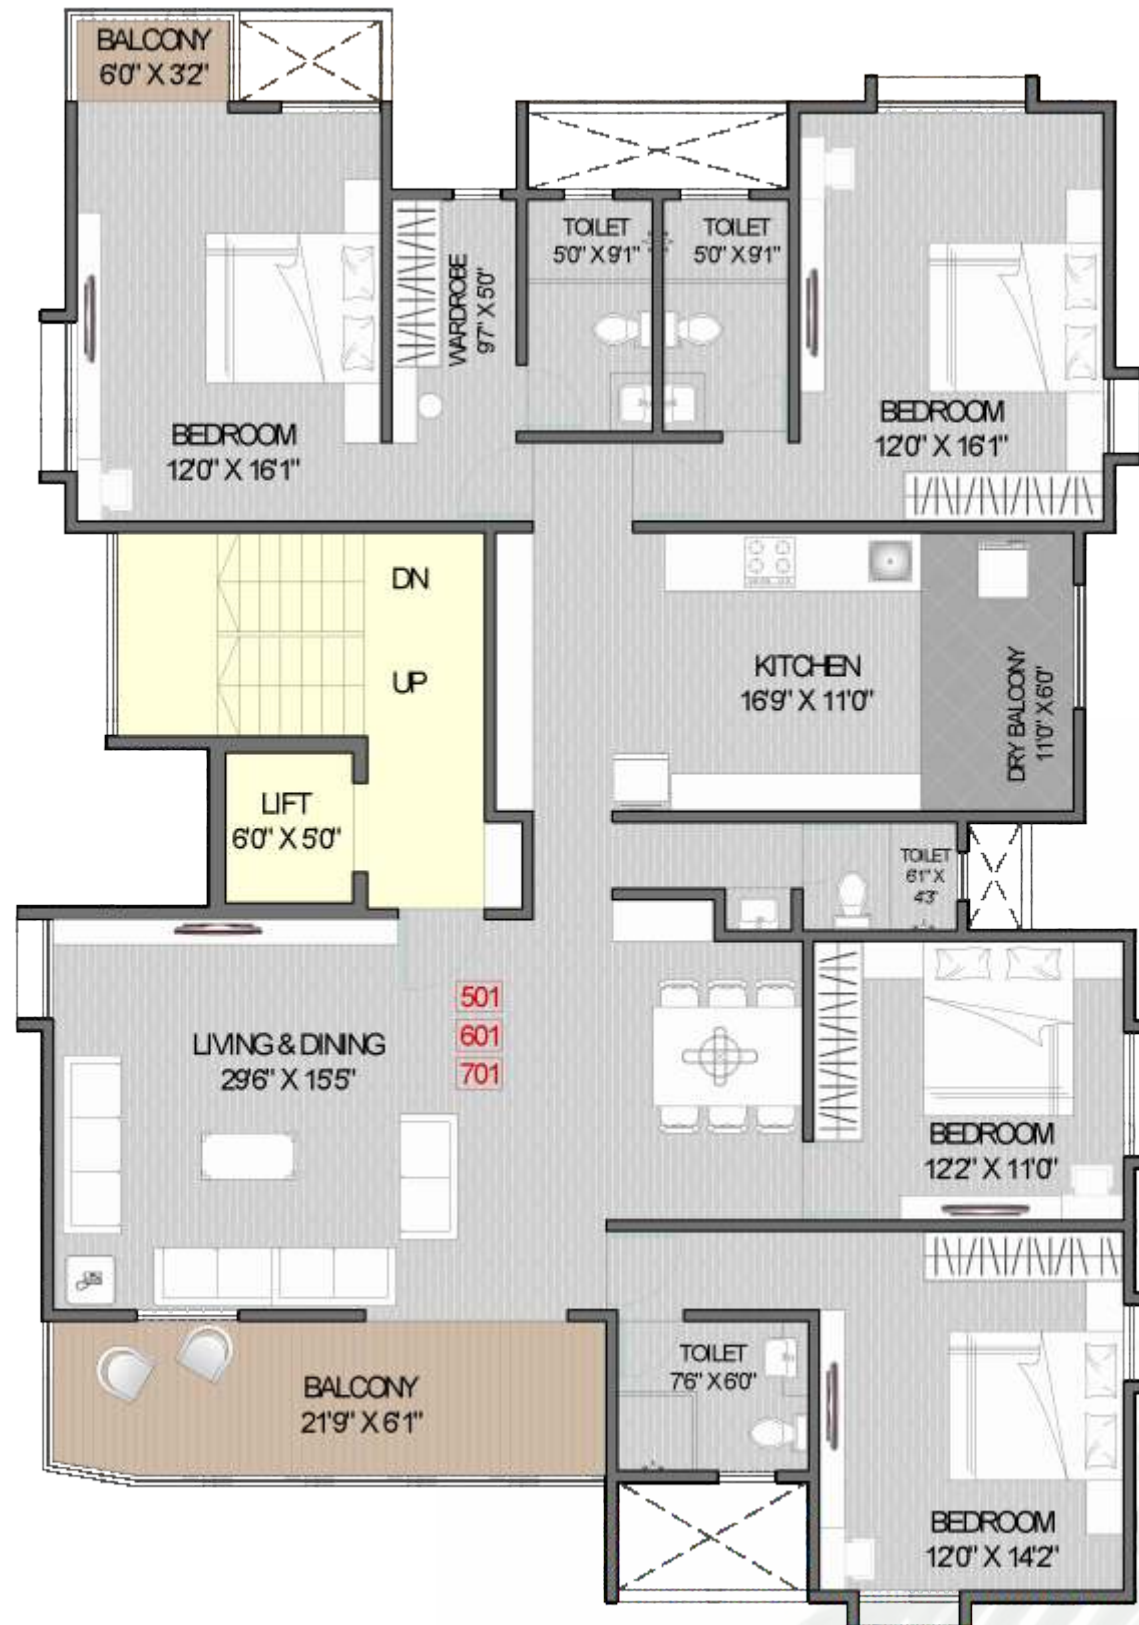 BALCONY
6'0" X 3'2"
TOILET
5'0" X 9'1"
TOILET
5'0" X 9'1"
WARDROBE
9'7" X 5'0"
BEDROOM
12'0" X 16'1"
BEDROOM
12'0" X 16'1"
DN
UP
KITCHEN
16'9" X 11'0"
DRY BALCONY
11'0" X 6'0"
LIFT
6'0" X 5'0"
TOILET
6'1" X
4'3"
501
601
701
LIVING & DINING
29'6" X 15'5"
BEDROOM
12'2" X 11'0"
TOILET
7'6" X 6'0"
BALCONY
21'9" X 6'1"
BEDROOM
12'0" X 14'2"